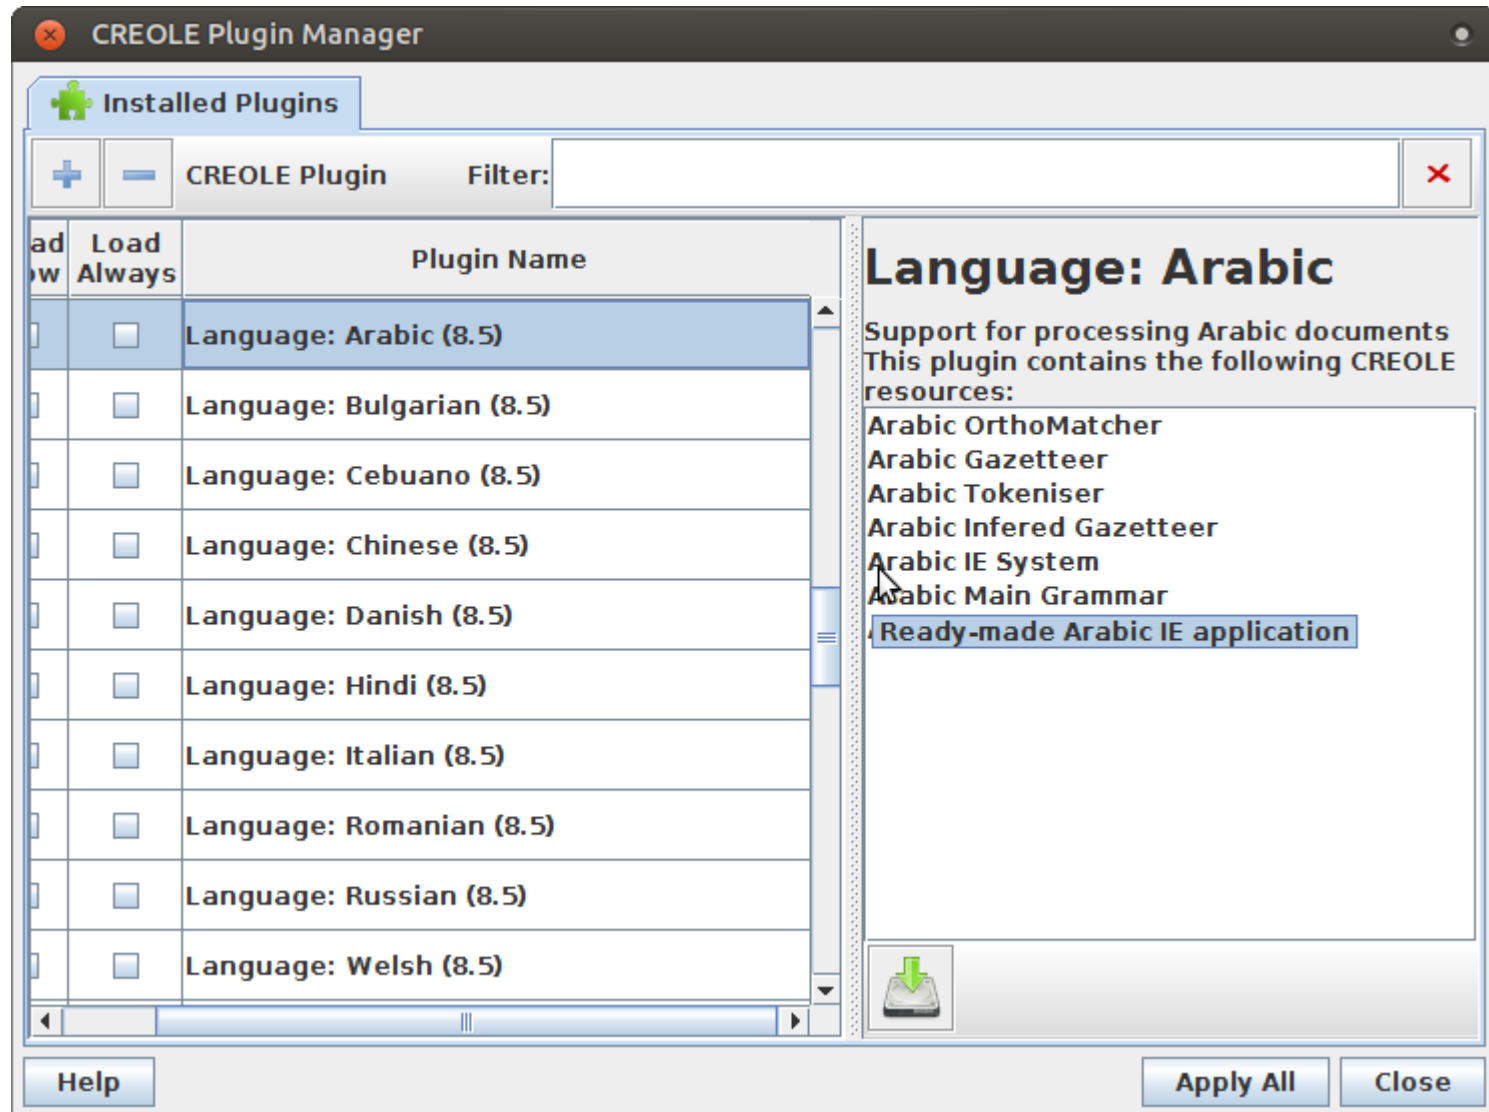 CREOLE Plugin Manager
Installed Plugins
CREOLE Plugin
Filter:
Load Always
Plugin Name
Language: Arabic (8.5)
Language: Bulgarian (8.5)
Language: Cebuano (8.5)
Language: Chinese (8.5)
Language: Danish (8.5)
Language: Hindi (8.5)
Language: Italian (8.5)
Language: Romanian (8.5)
Language: Russian (8.5)
Language: Welsh (8.5)
Language: Arabic
Support for processing Arabic documents
This plugin contains the following CREOLE
resources:
Arabic OrthoMatcher
Arabic Gazetteer
Arabic Tokeniser
Arabic Infered Gazetteer
Arabic IE System
Arabic Main Grammar
Ready-made Arabic IE application
Help
Apply All
Close